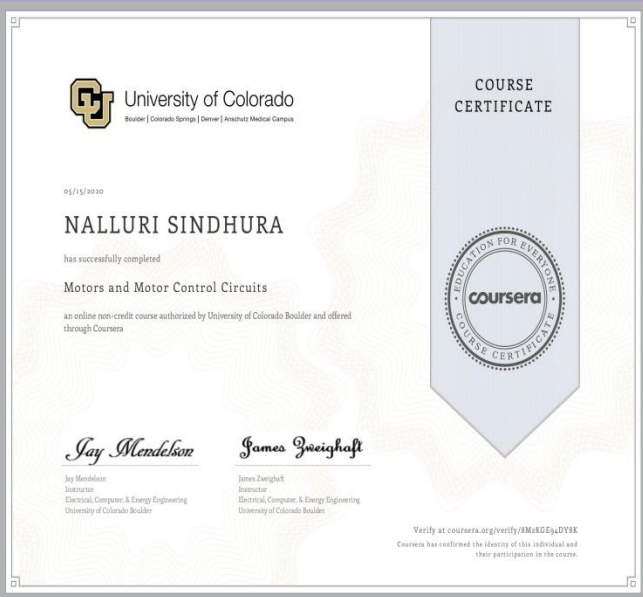 CU
University of Colorado
Boulder | Colorado Springs | Denver | Anschutz Medical Campus
COURSE
CERTIFICATE
05/15/2020
NALLURI SINDHURA
has successfully completed
Motors and Motor Control Circuits
an online non-credit course authorized by University of Colorado Boulder and offered
through Coursera
EDUCATION FOR EVERYONE
coursera
COURSE CERTIFICATE
Jay Mendelson
James Zweighaft
Jay Mendelson
Instructor
Electrical, Computer, & Energy Engineering
University of Colorado Boulder
James Zweighaft
Instructor
Electrical, Computer, & Energy Engineering
University of Colorado Boulder
Verify at coursera.org/verify/8M2KGE94DY8K
Coursera has confirmed the identity of this individual and
their participation in the course.